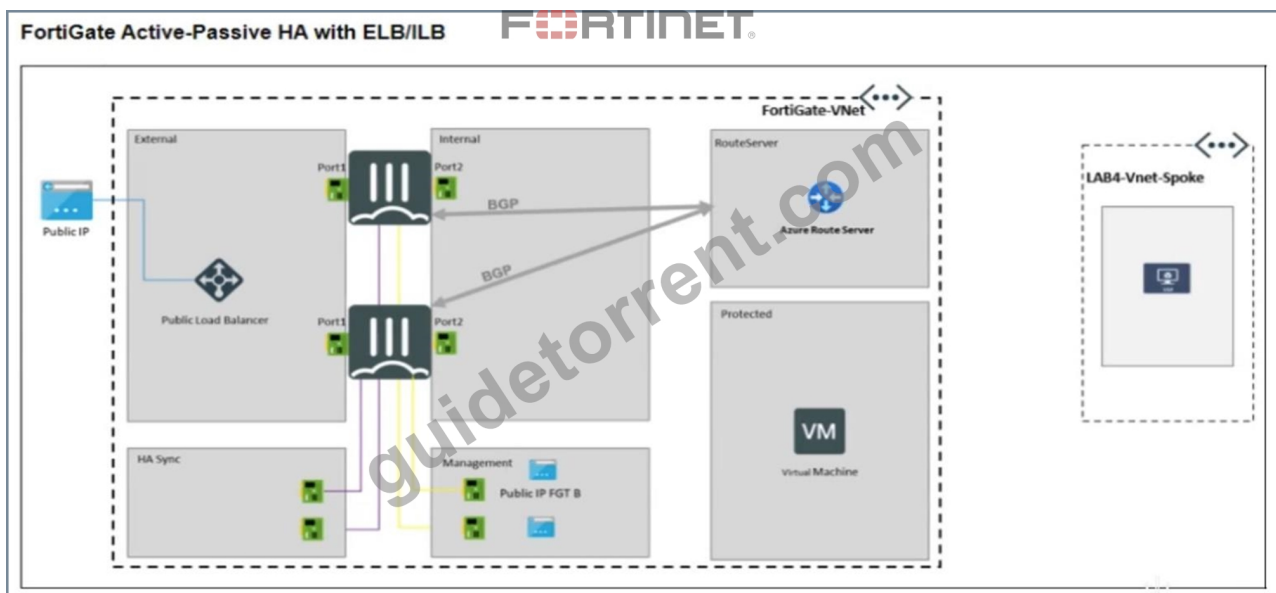 FortiGate Active-Passive HA with ELB/ILB
FORTINET®
FortiGate-VNet
External
Internal
RouteServer
Port1
Port2
BGP
Azure Route Server
LAB4-Vnet-Spoke
Public IP
Public Load Balancer
BGP
Port1
Port2
Protected
VM
Virtual Machine
HA Sync
Management
Public IP FGT B
guidetorrent.com